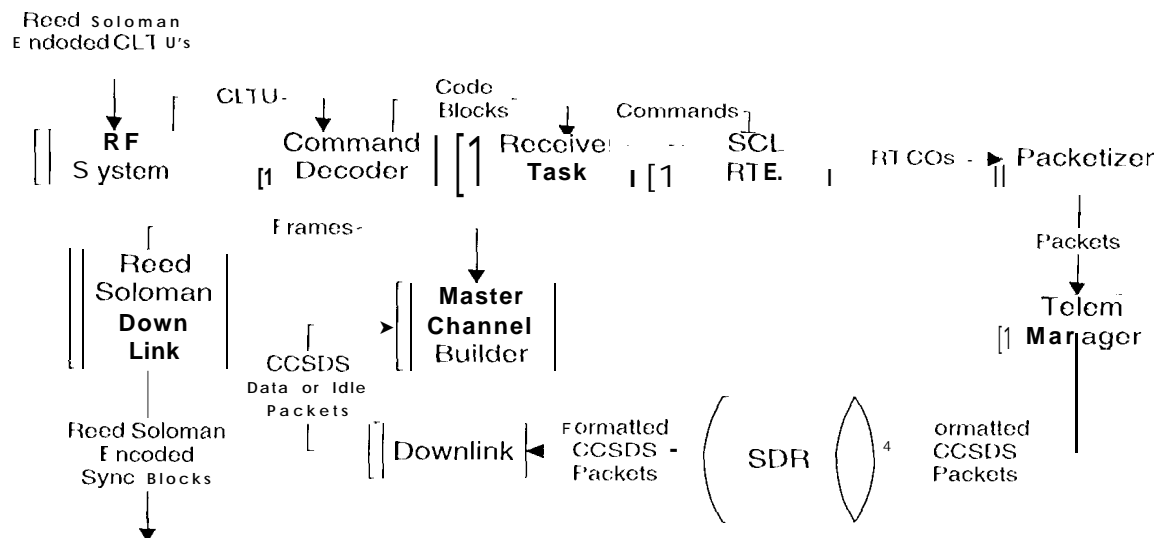 Reed Soloman
Endoded CLTU's
CLTU
Code
Blocks
Commands
RF
System
Command
Decoder
Receive
Task
SCL
RTE.
RTCOs
Packetizer
Frames
Packets
Reed
Soloman
Down
Link
Master
Channel
Builder
Telem
Manager
CCSDS
Data or Idle
Packets
Reed Soloman
Encoded
Sync Blocks
Downlink
Formatted
CCSDS
Packets
SDR
4
ormatted
CCSDS
Packets